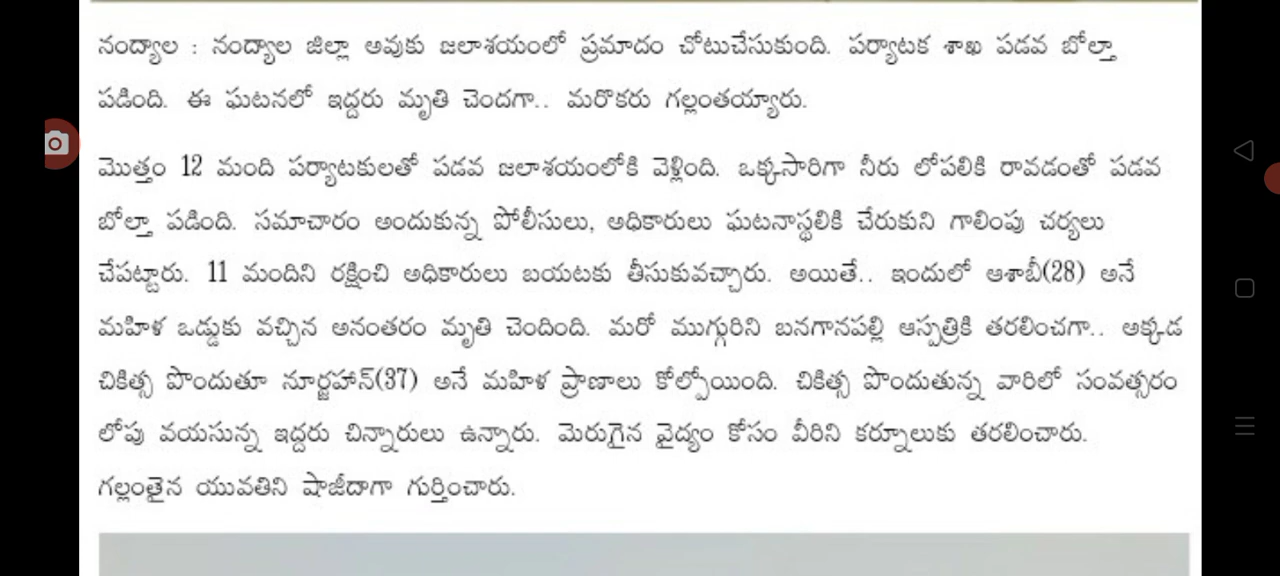 నంద్యాల : నంద్యాల జిల్లా అవుకు జలాశయంలో ప్రమాదం చోటుచేసుకుంది. పర్యాటక శాఖ పడవ బోల్తా
పడింది. ఈ ఘటనలో ఇద్దరు మృతి చెందగా.. మరొకరు గల్లంతయ్యారు.
మొత్తం 12 మంది పర్యాటకులతో పడవ జలాశయంలోకి వెళ్లింది. ఒక్కసారిగా నీరు లోపలికి రావడంతో పడవ
బోల్తా పడింది. సమాచారం అందుకున్న పోలీసులు, అధికారులు ఘటనాస్థలికి చేరుకుని గాలింపు చర్యలు
చేపట్టారు. 11 మందిని రక్షించి అధికారులు బయటకు తీసుకువచ్చారు. అయితే.. ఇందులో ఆశాబీ(28) అనే
మహిళ ఒడ్డుకు వచ్చిన అనంతరం మృతి చెందింది. మరో ముగ్గురిని బనగానపల్లి ఆస్పత్రికి తరలించగా.. అక్కడ
చికిత్స పొందుతూ నూర్జహాన్(37) అనే మహిళ ప్రాణాలు కోల్పోయింది. చికిత్స పొందుతున్న వారిలో సంవత్సరం
లోపు వయసున్న ఇద్దరు చిన్నారులు ఉన్నారు. మెరుగైన వైద్యం కోసం వీరిని కర్నూలుకు తరలించారు.
గల్లంతైన యువతిని షాజీదాగా గుర్తించారు.